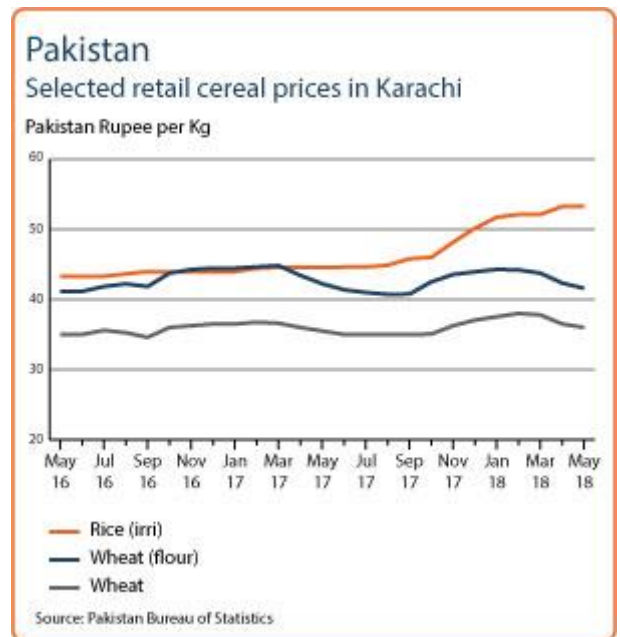 Pakistan
Selected retail cereal prices in Karachi
Pakistan Rupee per Kg
60
50
40
30
20
May Jul Sep Nov Jan Mar May Jul Sep Nov Jan Mar May
16 16 16 16 17 17 17 17 17 17 18 18 18
Rice (irri)
Wheat (flour)
Wheat
Source: Pakistan Bureau of Statistics